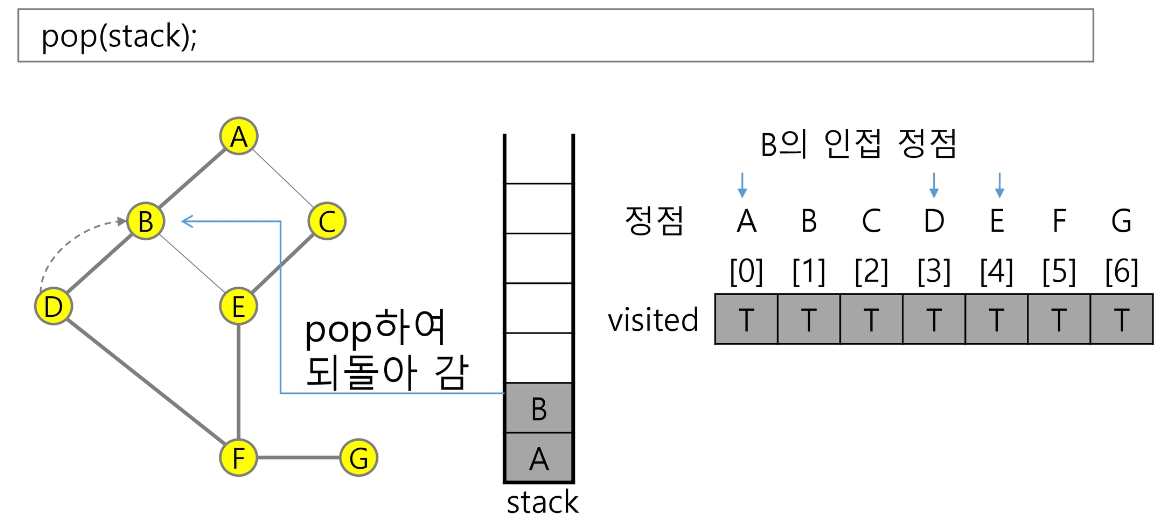 pop(stack);
A
B
C
D
E
F
G
pop하여
되돌아 감
B
A
stack
B의 인접 정점
정점 A B C D E F G
[0] [1] [2] [3] [4] [5] [6]
visited T T T T T T T